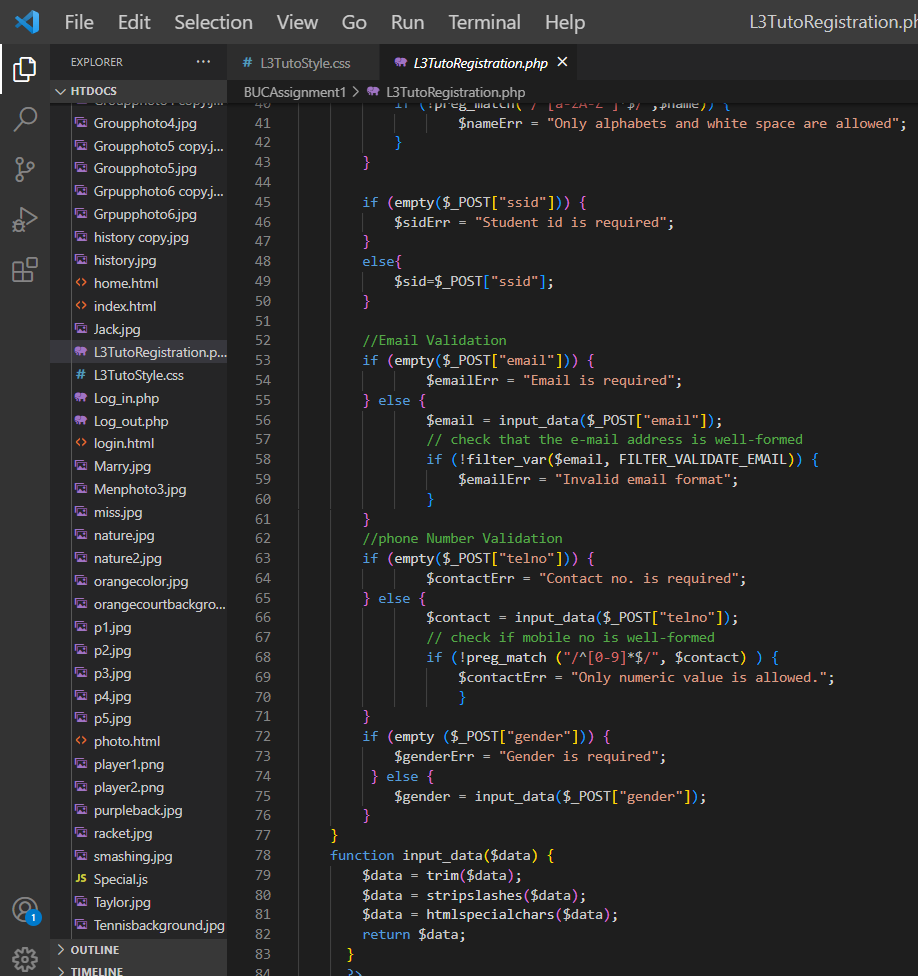 File Edit Selection View Go Run Terminal Help L3TutoRegistration.ph
EXPLORER ...
# L3TutoStyle.css L3TutoRegistration.php ×
HTDOCS
BUCAssignment1 > L3TutoRegistration.php
Groupphoto4 copy.j...
Groupphoto4.jpg
Groupphoto5 copy.j...
Groupphoto5.jpg
Grpupphoto6 copy.j...
Grpupphoto6.jpg
history copy.jpg
history.jpg
<> home.html
<> index.html
Jack.jpg
L3TutoRegistration.p...
# L3TutoStyle.css
Log_in.php
Log_out.php
<> login.html
Marry.jpg
Menphoto3.jpg
miss.jpg
nature.jpg
nature2.jpg
orangecolor.jpg
orangecourtbackgro...
p1.jpg
p2.jpg
p3.jpg
p4.jpg
p5.jpg
<> photo.html
player1.png
player2.png
purpleback.jpg
racket.jpg
smashing.jpg
JS Special.js
Taylor.jpg
Tennisbackground.jpg
OUTLINE
TIMELINE
1
40 if (!preg_match("/^[a-zA-Z ]*$/",$name)) {
41 $nameErr = "Only alphabets and white space are allowed";
42 }
43 }
44
45 if (empty($_POST["ssid"])) {
46 $sidErr = "Student id is required";
47 }
48 else{
49 $sid=$_POST["ssid"];
50 }
51
52 //Email Validation
53 if (empty($_POST["email"])) {
54 $emailErr = "Email is required";
55 } else {
56 $email = input_data($_POST["email"]);
57 // check that the e-mail address is well-formed
58 if (!filter_var($email, FILTER_VALIDATE_EMAIL)) {
59 $emailErr = "Invalid email format";
60 }
61 }
62 //phone Number Validation
63 if (empty($_POST["telno"])) {
64 $contactErr = "Contact no. is required";
65 } else {
66 $contact = input_data($_POST["telno"]);
67 // check if mobile no is well-formed
68 if (!preg_match ("/^[0-9]*$/", $contact) ) {
69 $contactErr = "Only numeric value is allowed.";
70 }
71 }
72 if (empty ($_POST["gender"])) {
73 $genderErr = "Gender is required";
74 } else {
75 $gender = input_data($_POST["gender"]);
76 }
77 }
78 function input_data($data) {
79 $data = trim($data);
80 $data = stripslashes($data);
81 $data = htmlspecialchars($data);
82 return $data;
83 }
84 ?>